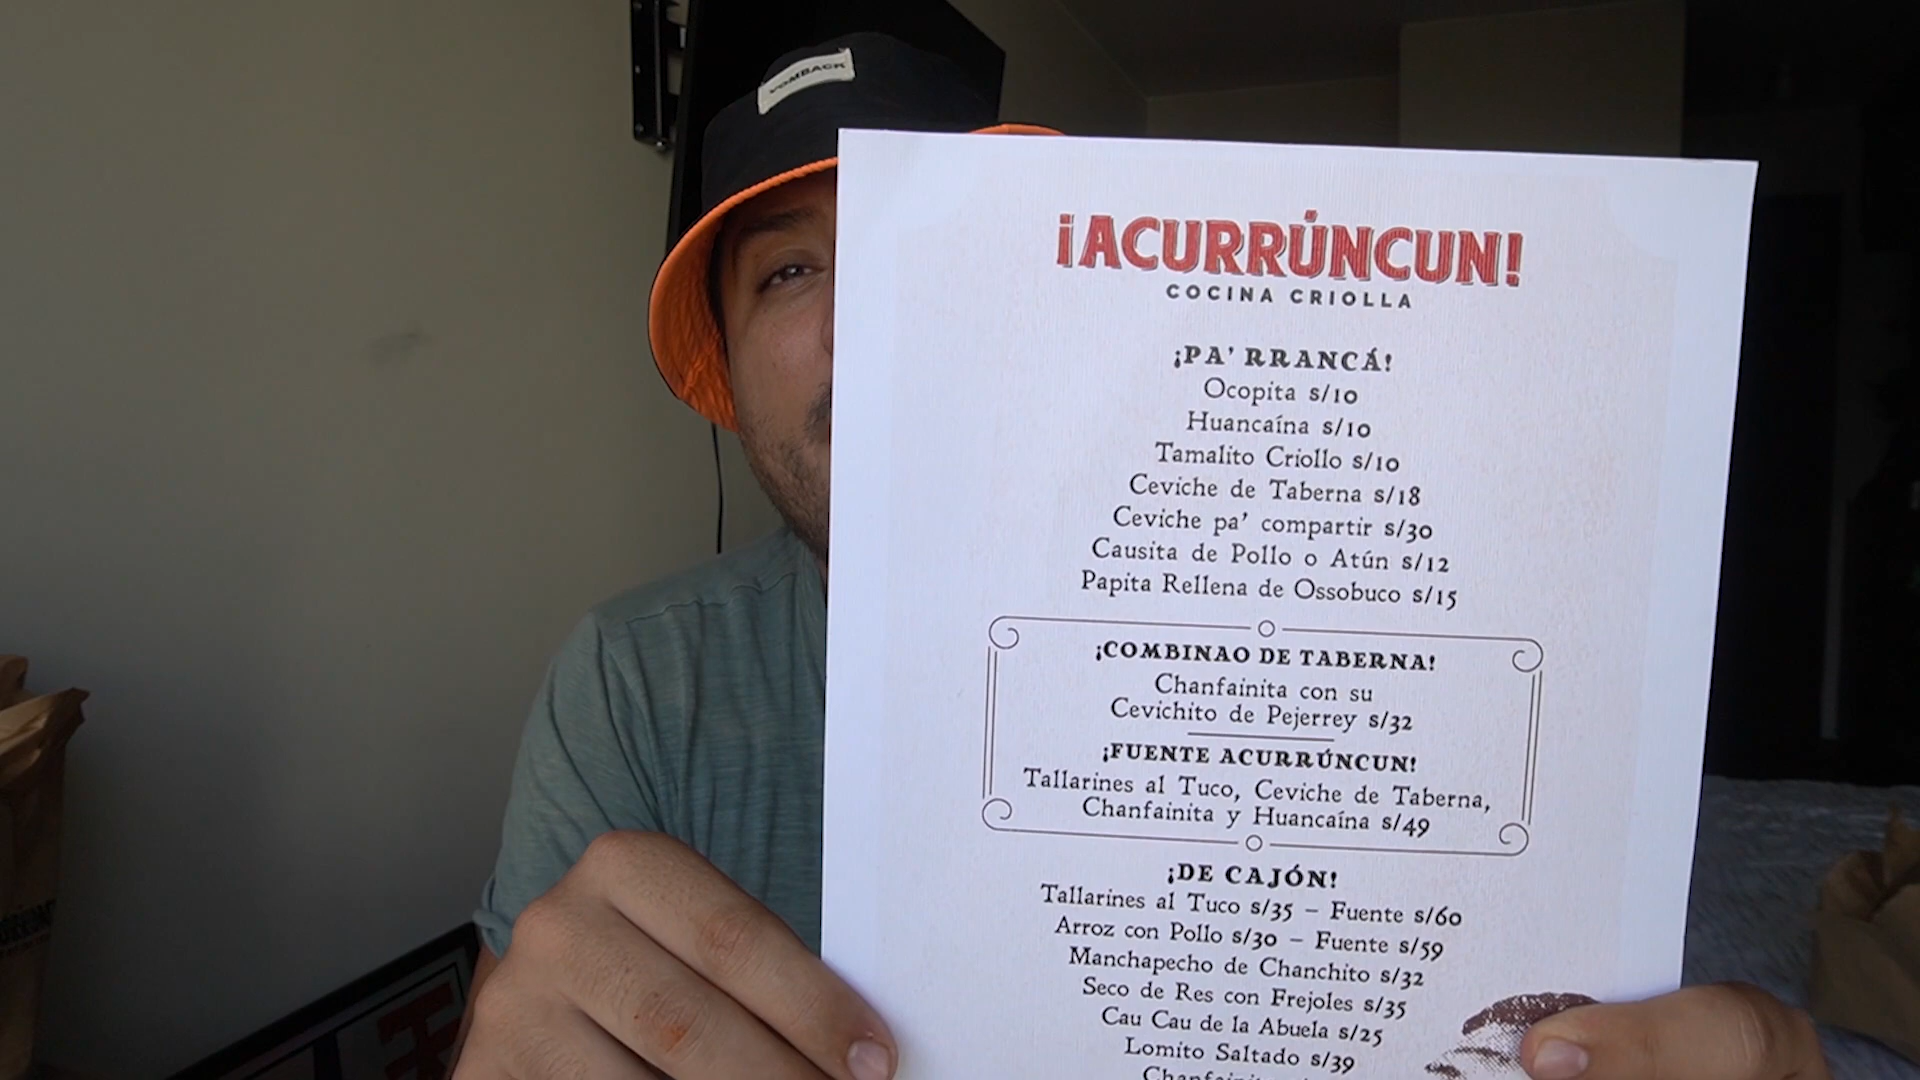 VOMBACK
¡ACURRÚNCUN!
COCINA CRIOLLA
¡PA' RRANCÁ!
Ocopita s/10
Huancaína s/10
Tamalito Criollo s/10
Ceviche de Taberna s/18
Ceviche pa' compartir s/30
Causita de Pollo o Atún s/12
Papita Rellena de Ossobuco s/15
¡COMBINAO DE TABERNA!
Chanfainita con su
Cevichito de Pejerrey s/32
¡FUENTE ACURRÚNCUN!
Tallarines al Tuco, Ceviche de Taberna,
Chanfainita y Huancaína s/49
¡DE CAJÓN!
Tallarines al Tuco s/35 – Fuente s/60
Arroz con Pollo s/30 – Fuente s/59
Manchapecho de Chanchito s/32
Seco de Res con Frejoles s/35
Cau Cau de la Abuela s/25
Lomito Saltado s/39